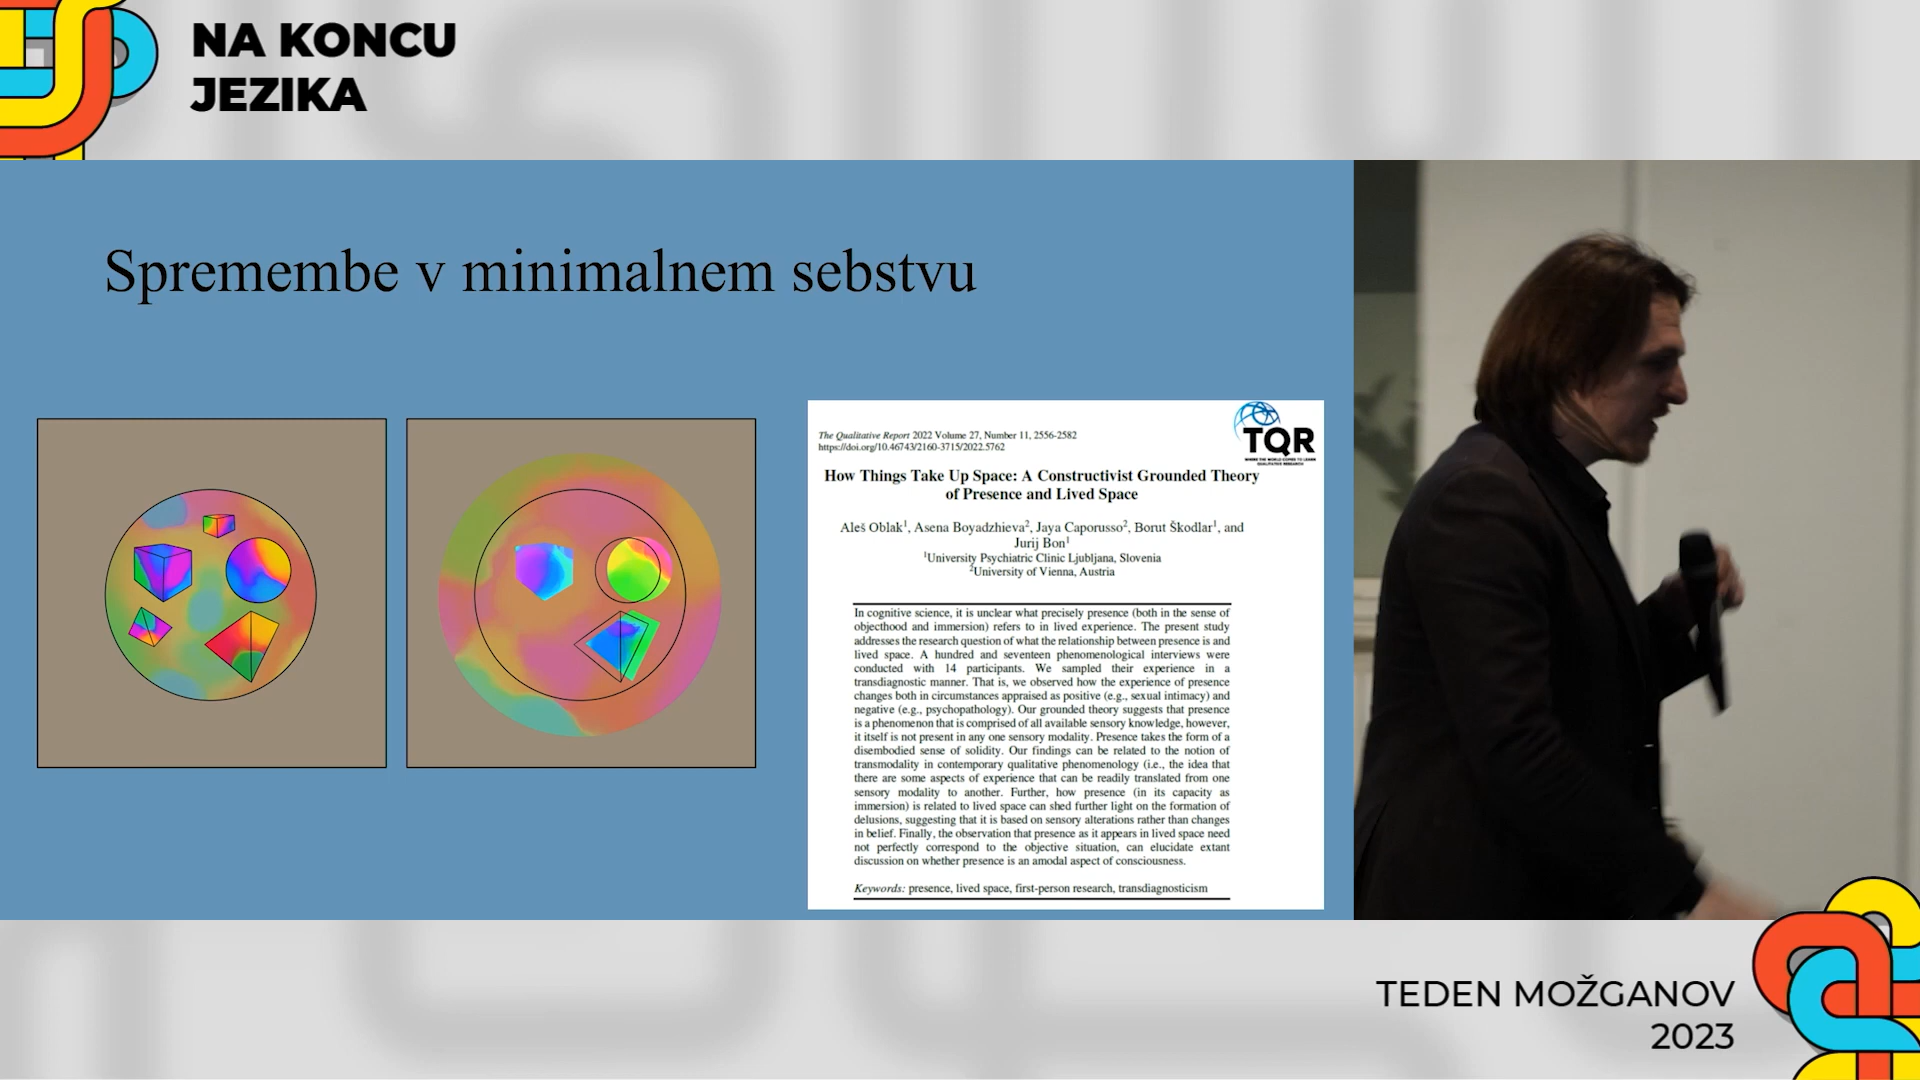 NA KONCU
JEZIKA
Spremembe v minimalnem sebstvu
The Qualitative Report 2022 Volume 27, Number 11, 2556-2582
https://doi.org/10.46743/2160-3715/2022.5762
TQR
WHERE THE WORLD COMES TO LEARN
QUALITATIVE RESEARCH
How Things Take Up Space: A Constructivist Grounded Theory
of Presence and Lived Space
Aleš Oblak1, Asena Boyadzhieva2, Jaya Caporusso2, Borut Škodlar1, and
Jurij Bon1
1University Psychiatric Clinic Ljubljana, Slovenia
2University of Vienna, Austria
In cognitive science, it is unclear what precisely presence (both in the sense of
objecthood and immersion) refers to in lived experience. The present study
addresses the research question of what the relationship between presence is and
lived space. A hundred and seventeen phenomenological interviews were
conducted with 14 participants. We sampled their experience in a
transdiagnostic manner. That is, we observed how the experience of presence
changes both in circumstances appraised as positive (e.g., sexual intimacy) and
negative (e.g., psychopathology). Our grounded theory suggests that presence
is a phenomenon that is comprised of all available sensory knowledge, however,
it itself is not present in any one sensory modality. Presence takes the form of a
disembodied sense of solidity. Our findings can be related to the notion of
transmodality in contemporary qualitative phenomenology (i.e., the idea that
there are some aspects of experience that can be readily translated from one
sensory modality to another. Further, how presence (in its capacity as
immersion) is related to lived space can shed further light on the formation of
delusions, suggesting that it is based on sensory alterations rather than changes
in belief. Finally, the observation that presence as it appears in lived space need
not perfectly correspond to the objective situation, can elucidate extant
discussion on whether presence is an amodal aspect of consciousness.
Keywords: presence, lived space, first-person research, transdiagnosticism
TEDEN MOŽGANOV
2023